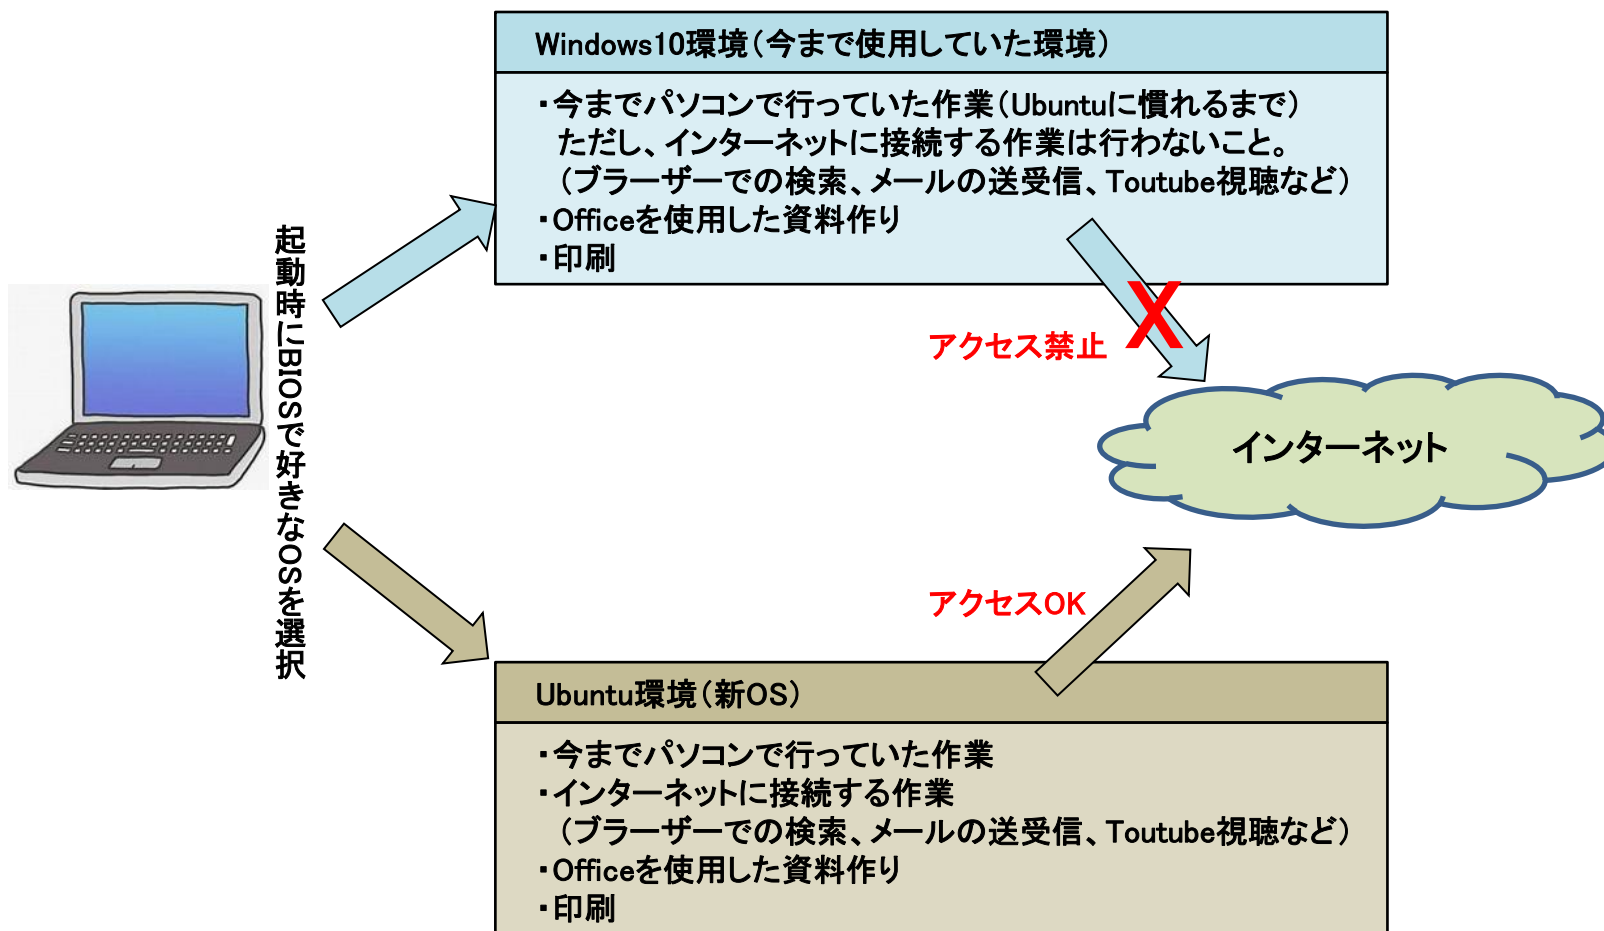 Windows10環境（今まで使用していた環境）
・今までパソコンで行っていた作業（Ubuntuに慣れるまで）
ただし、インターネットに接続する作業は行わないこと。
（ブラーザーでの検索、メールの送受信、Toutube視聴など）
・Officeを使用した資料作り
・印刷
起動時にBIOSで好きなOSを選択
アクセス禁止
X
インターネット
アクセスOK
Ubuntu環境（新OS）
・今までパソコンで行っていた作業
・インターネットに接続する作業
（ブラーザーでの検索、メールの送受信、Toutube視聴など）
・Officeを使用した資料作り
・印刷